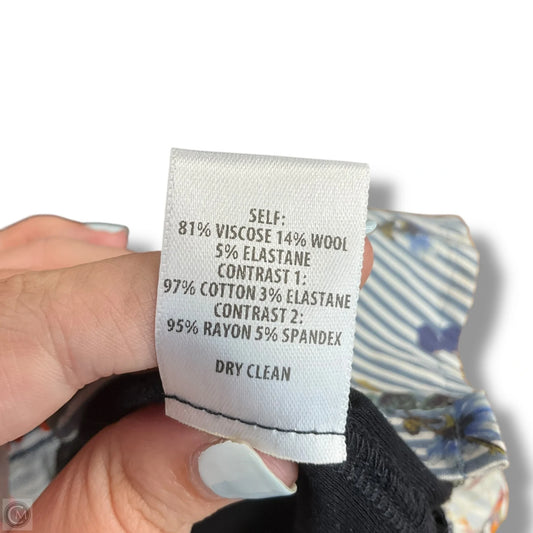 SELF:
81% VISCOSE 14% WOOL
5% ELASTANE
CONTRAST 1:
97% COTTON 3% ELASTANE
CONTRAST 2:
95% RAYON 5% SPANDEX
DRY CLEAN